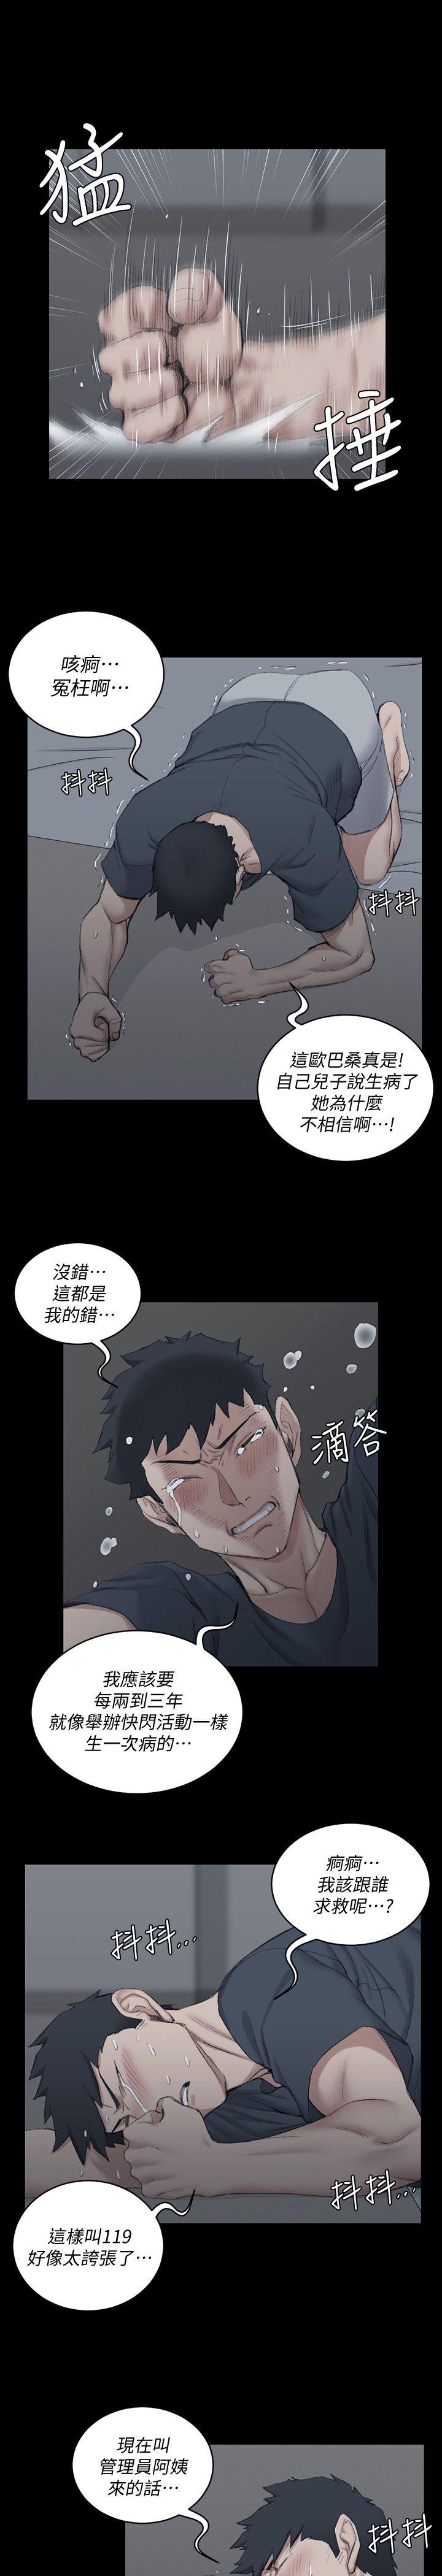 猛
捶
咳痾⋯
冤枉啊⋯
抖抖
抖抖
這歐巴桑真是!
自己兒子說生病了
她為什麼
不相信啊⋯!
沒錯⋯
這都是
我的錯⋯
滴答
我應該要
每兩到三年
就像舉辦快閃活動一樣
生一次病的⋯
痾痾⋯
我該跟誰
求救呢⋯?
抖抖...
抖抖...
這樣叫119
好像太誇張了⋯
現在叫
管理員阿姨
來的話⋯
抖抖